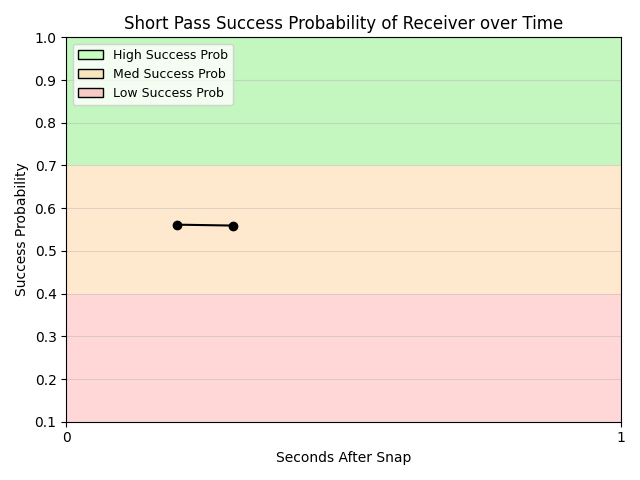 Short Pass Success Probability of Receiver over Time
High Success Prob
Med Success Prob
Low Success Prob
Success Probability
1.0
0.9
0.8
0.7
0.6
0.5
0.4
0.3
0.2
0.1
0
1
Seconds After Snap